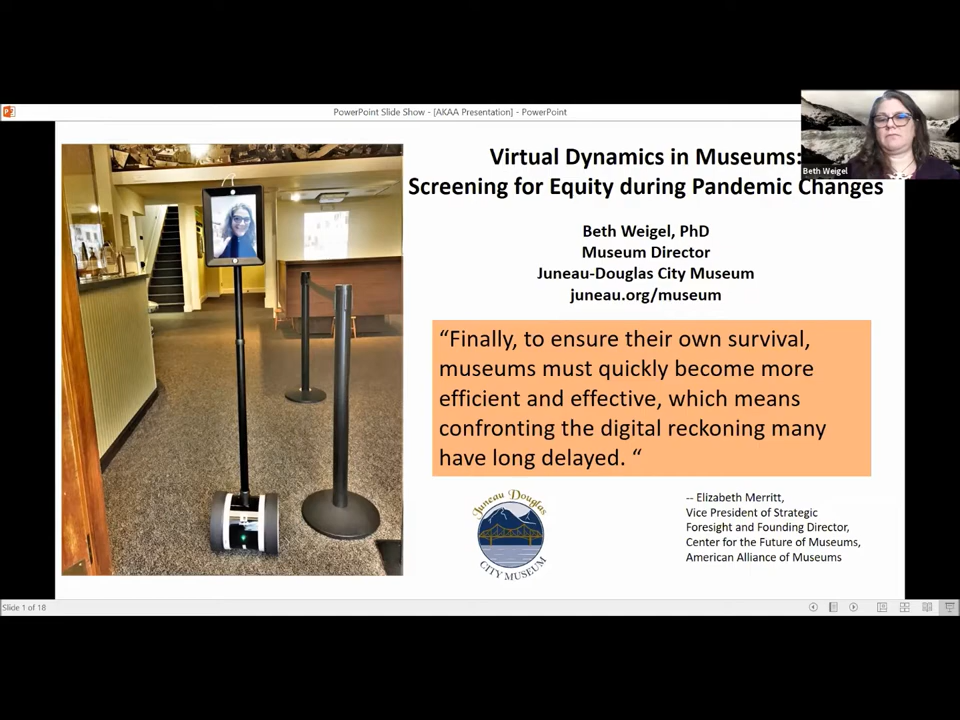 PowerPoint Slide Show - [AKAA Presentation] - PowerPoint
Beth Weigel
Virtual Dynamics in Museums:
Screening for Equity during Pandemic Changes
Beth Weigel, PhD
Museum Director
Juneau-Douglas City Museum
juneau.org/museum
“Finally, to ensure their own survival,
museums must quickly become more
efficient and effective, which means
confronting the digital reckoning many
have long delayed. “
Juneau Douglas
CITY MUSEUM
-- Elizabeth Merritt,
Vice President of Strategic
Foresight and Founding Director,
Center for the Future of Museums,
American Alliance of Museums
Slide 1 of 18